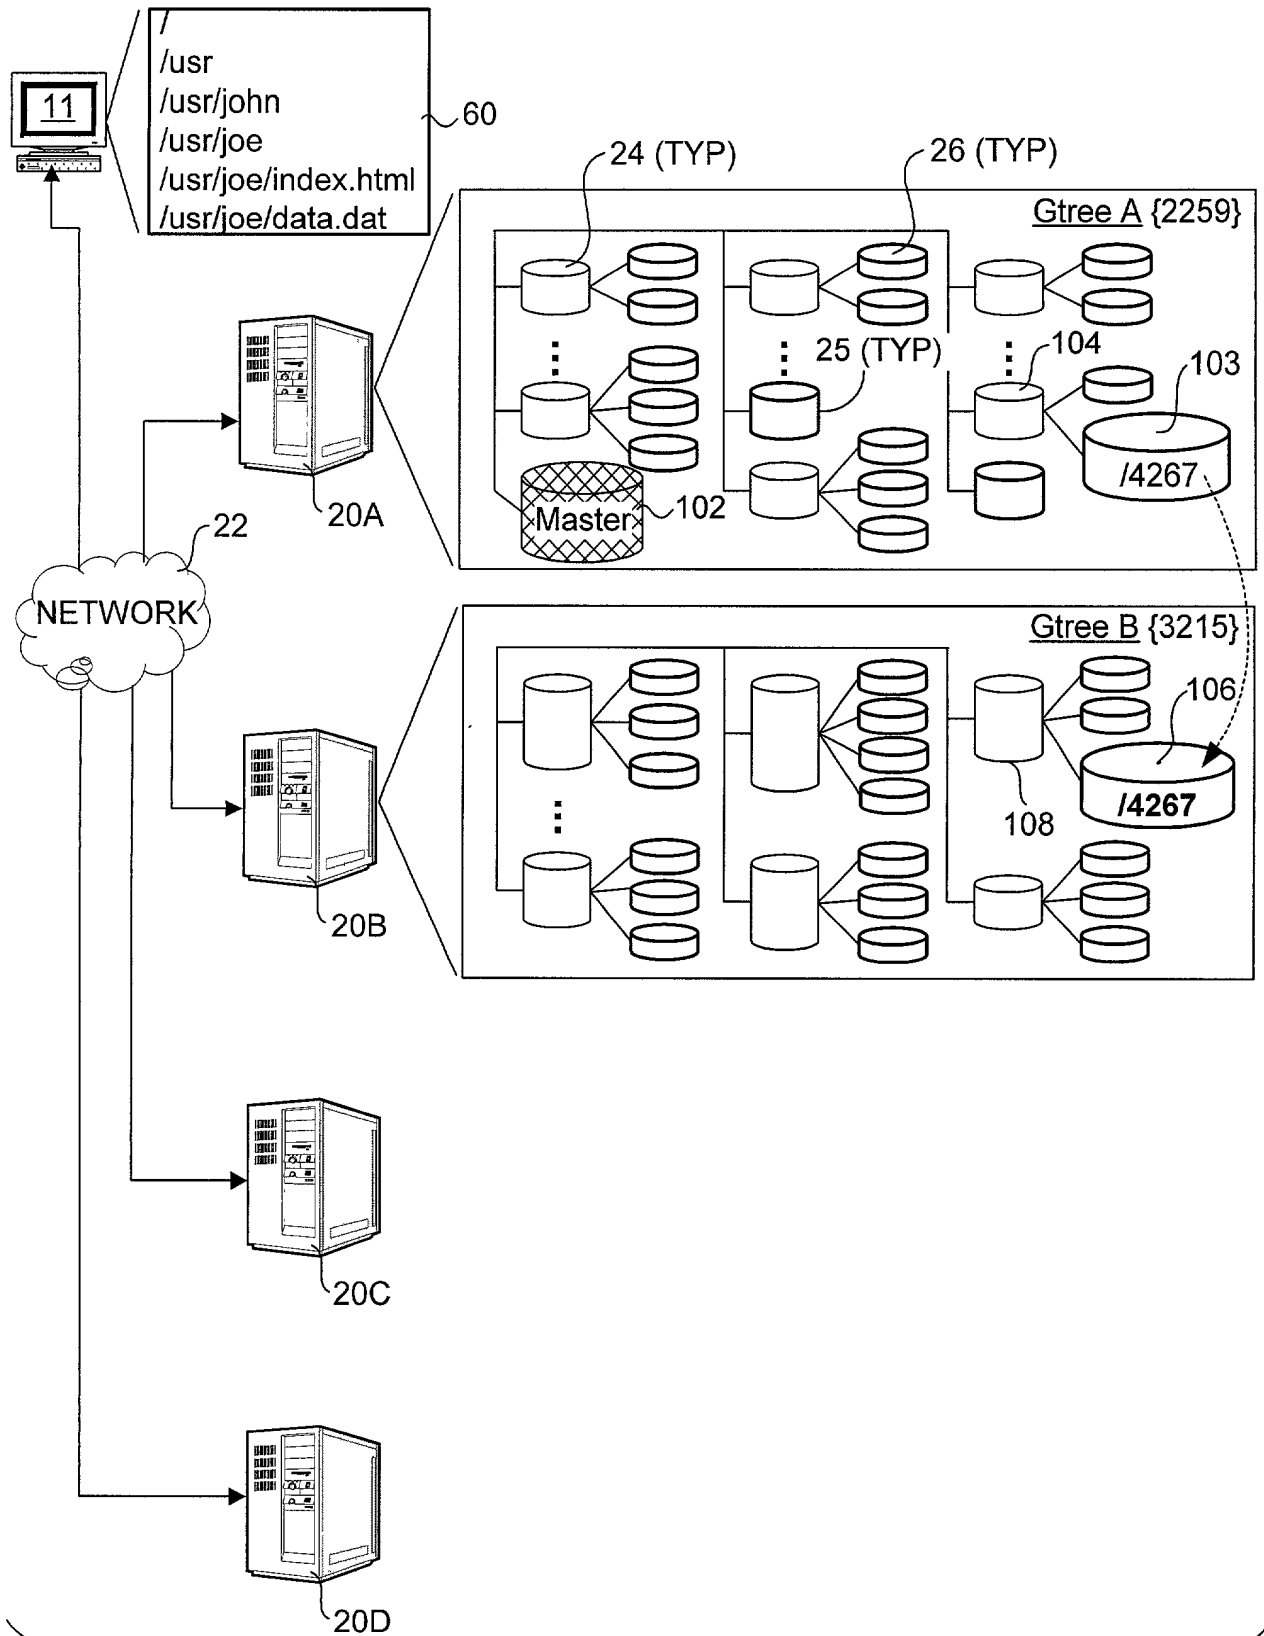 /
/usr
/usr/john
/usr/joe
/usr/joe/index.html
/usr/joe/data.dat
11
60
24 (TYP)
26 (TYP)
Gtree A {2259}
25 (TYP)
104
103
/4267
Master
102
20A
22
NETWORK
Gtree B {3215}
106
/4267
108
20B
20C
20D